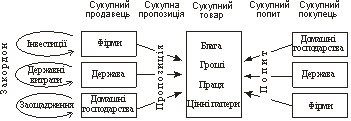 Сукупний продавець
Сукупна пропозиція
Сукупний товар
Сукупний попит
Сукупний покупець
Закордон
Інвестиції
Державні витрати
Заощадження
Фірми
Держава
Домашні господарства
Пропозиція
Блага
Гроші
Праця
Цінні папери
Попит
Домашні господарства
Держава
Фірми